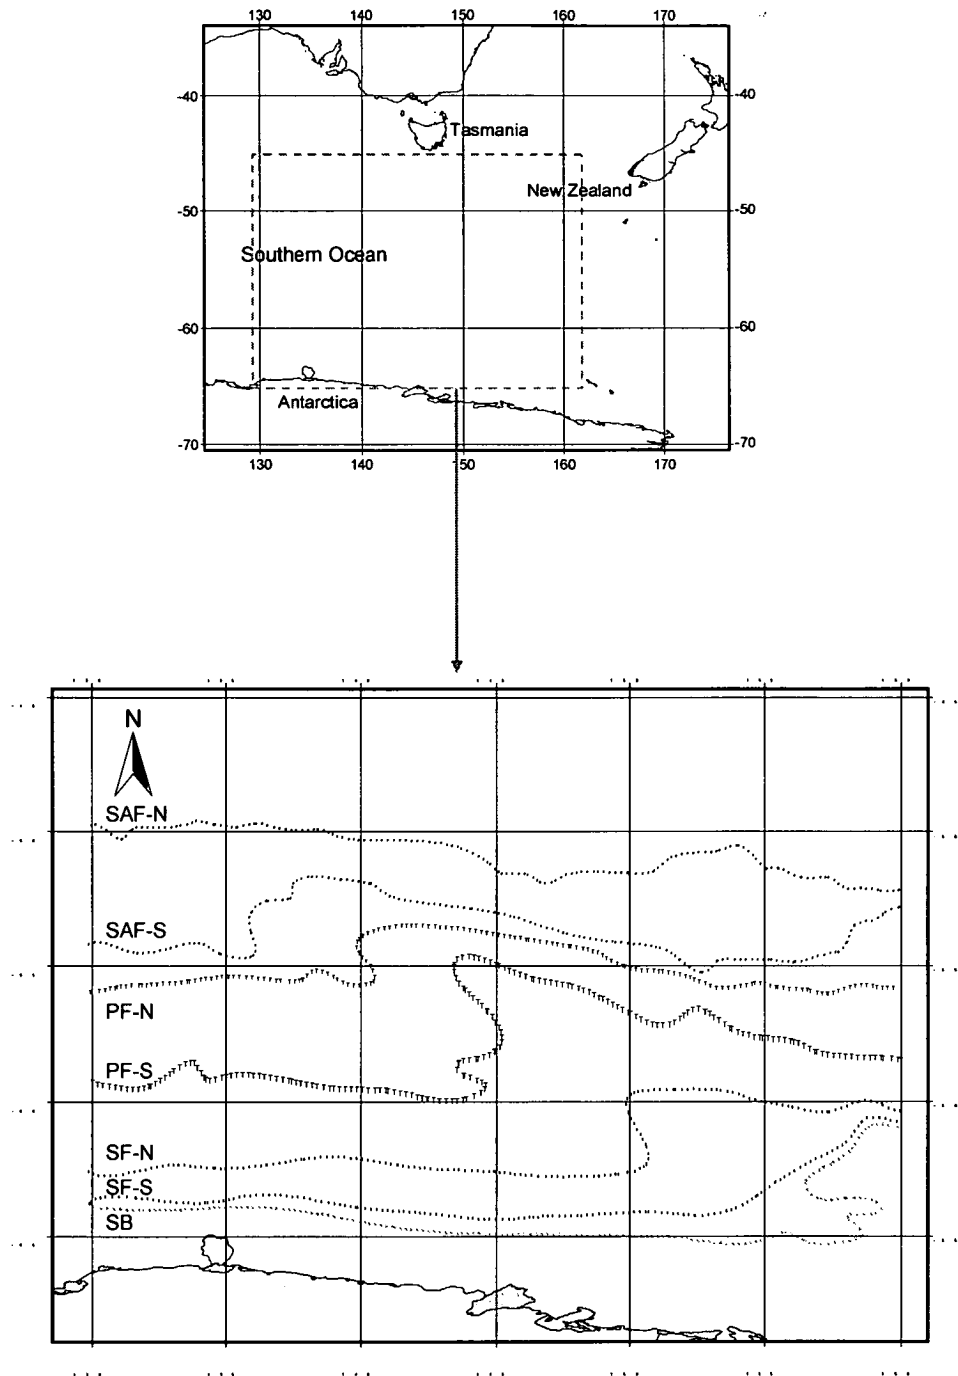 130 140 150 160 170
-40 -40
Tasmania
New Zealand
-50 -50
Southern Ocean
-60 -60
Antarctica
-70 -70
130 140 150 160 170
N
SAF-N
SAF-S
PF-N
PF-S
SF-N
SF-S
SB